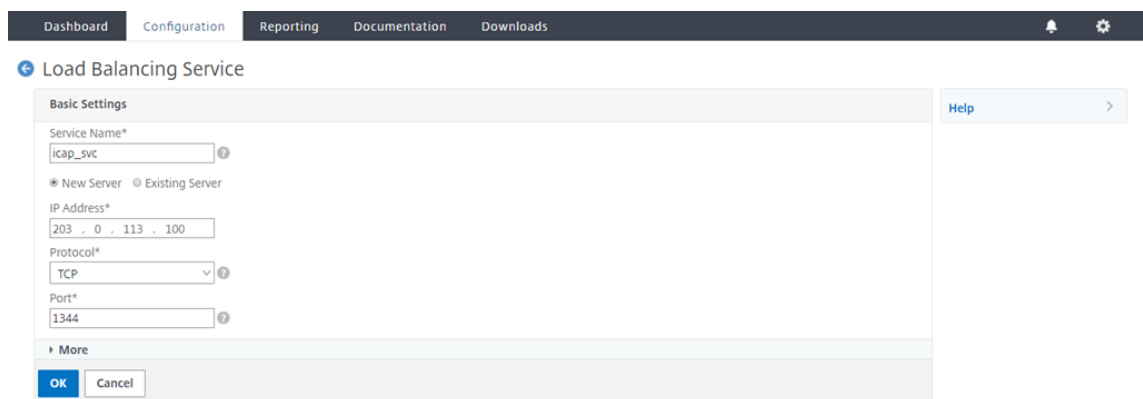 Dashboard Configuration Reporting Documentation Downloads
Load Balancing Service
Basic Settings
Help
Service Name*
icap_svc
New Server Existing Server
IP Address*
203 . 0 . 113 . 100
Protocol*
TCP
Port*
1344
More
OK Cancel